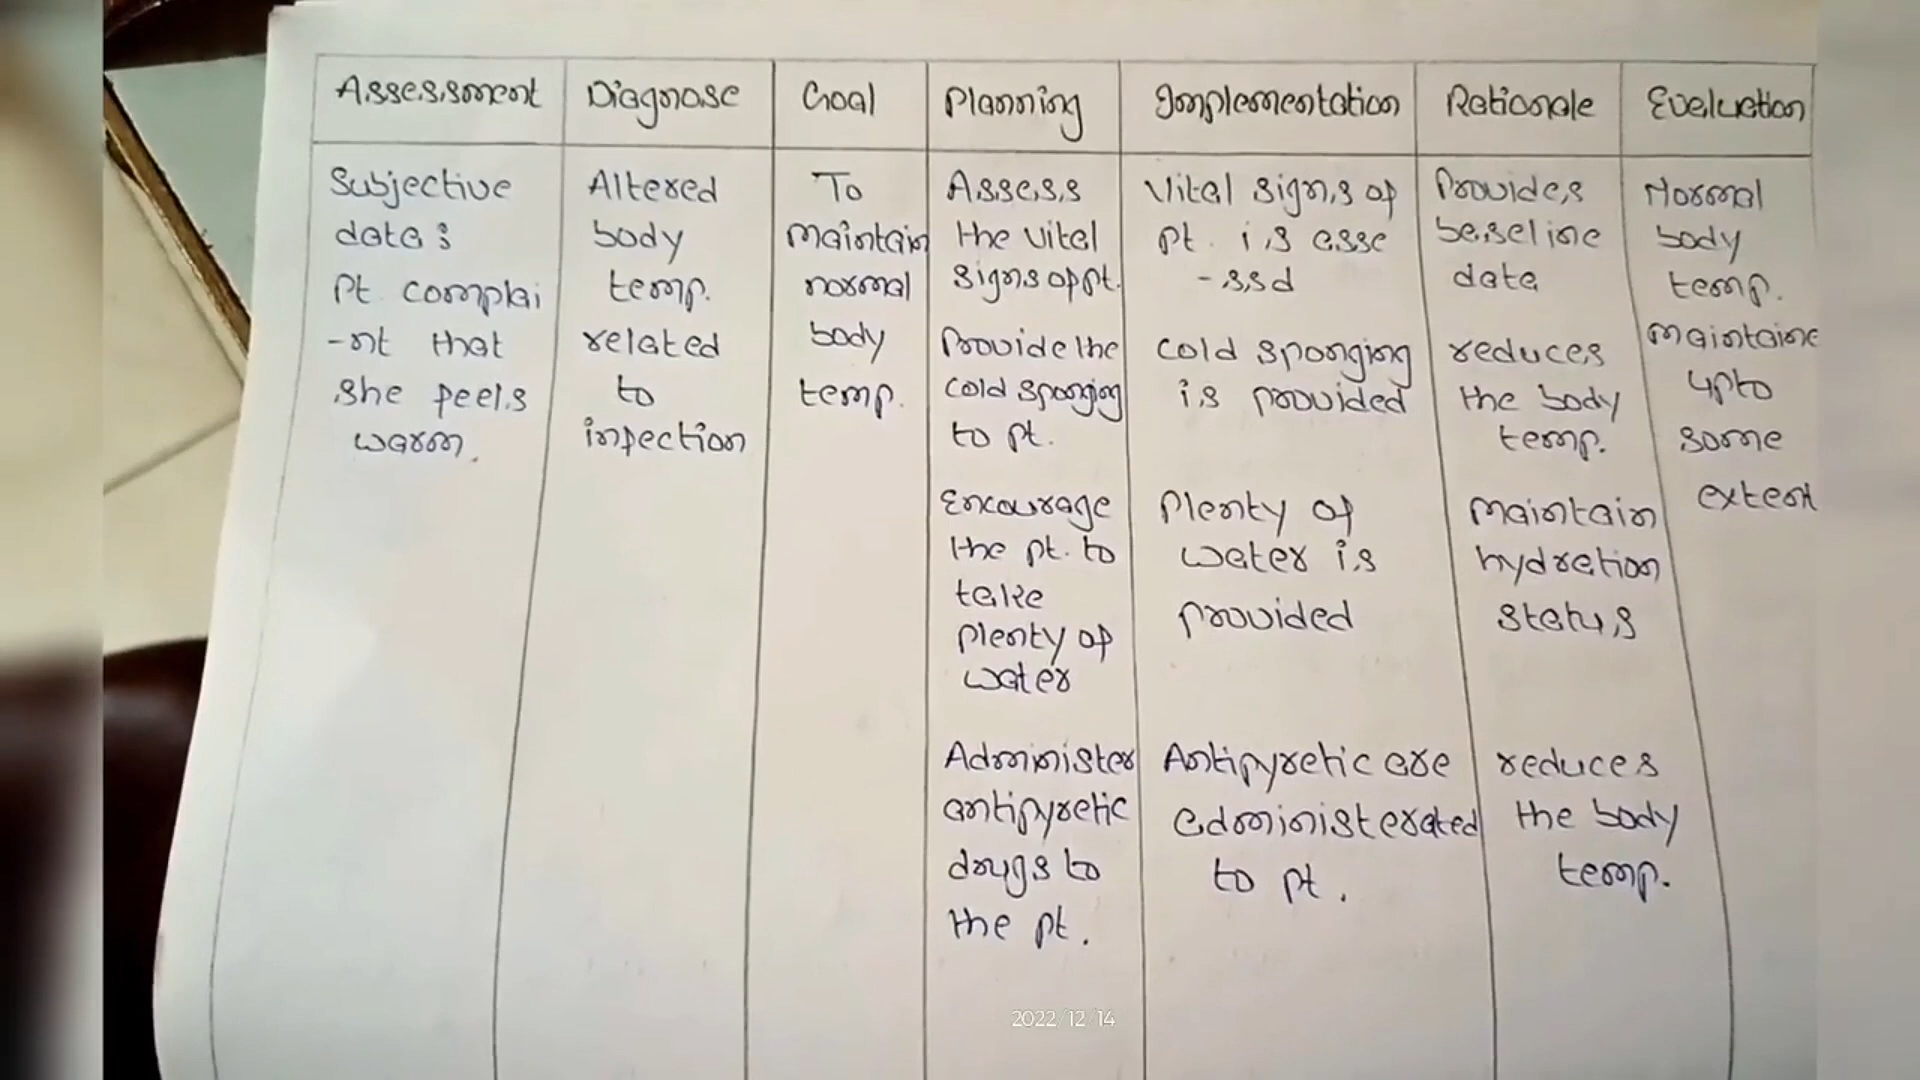 Assessment
Diagnose
Goal
Planning
Implementation
Rationale
Evaluation
Subjective
data :
Pt complai
-nt that
she feels
warm.
Altered
body
temp.
related
to
infection
To
maintain
normal
body
temp.
Assess
the vital
signs of pt.
Provide the
cold sponging
to pt.
Encourage
the pt. to
take
plenty of
water
Administer
antipyretic
drugs to
the pt.
Vital signs of
pt. is asse
-ssd
Cold sponging
is provided
Plenty of
water is
provided
Antipyretic are
administerated
to pt.
Provides
baseline
data
reduces
the body
temp.
Maintain
hydration
status
reduces
the body
temp.
Normal
body
temp.
Maintaine
upto
some
extent
2022/12/14